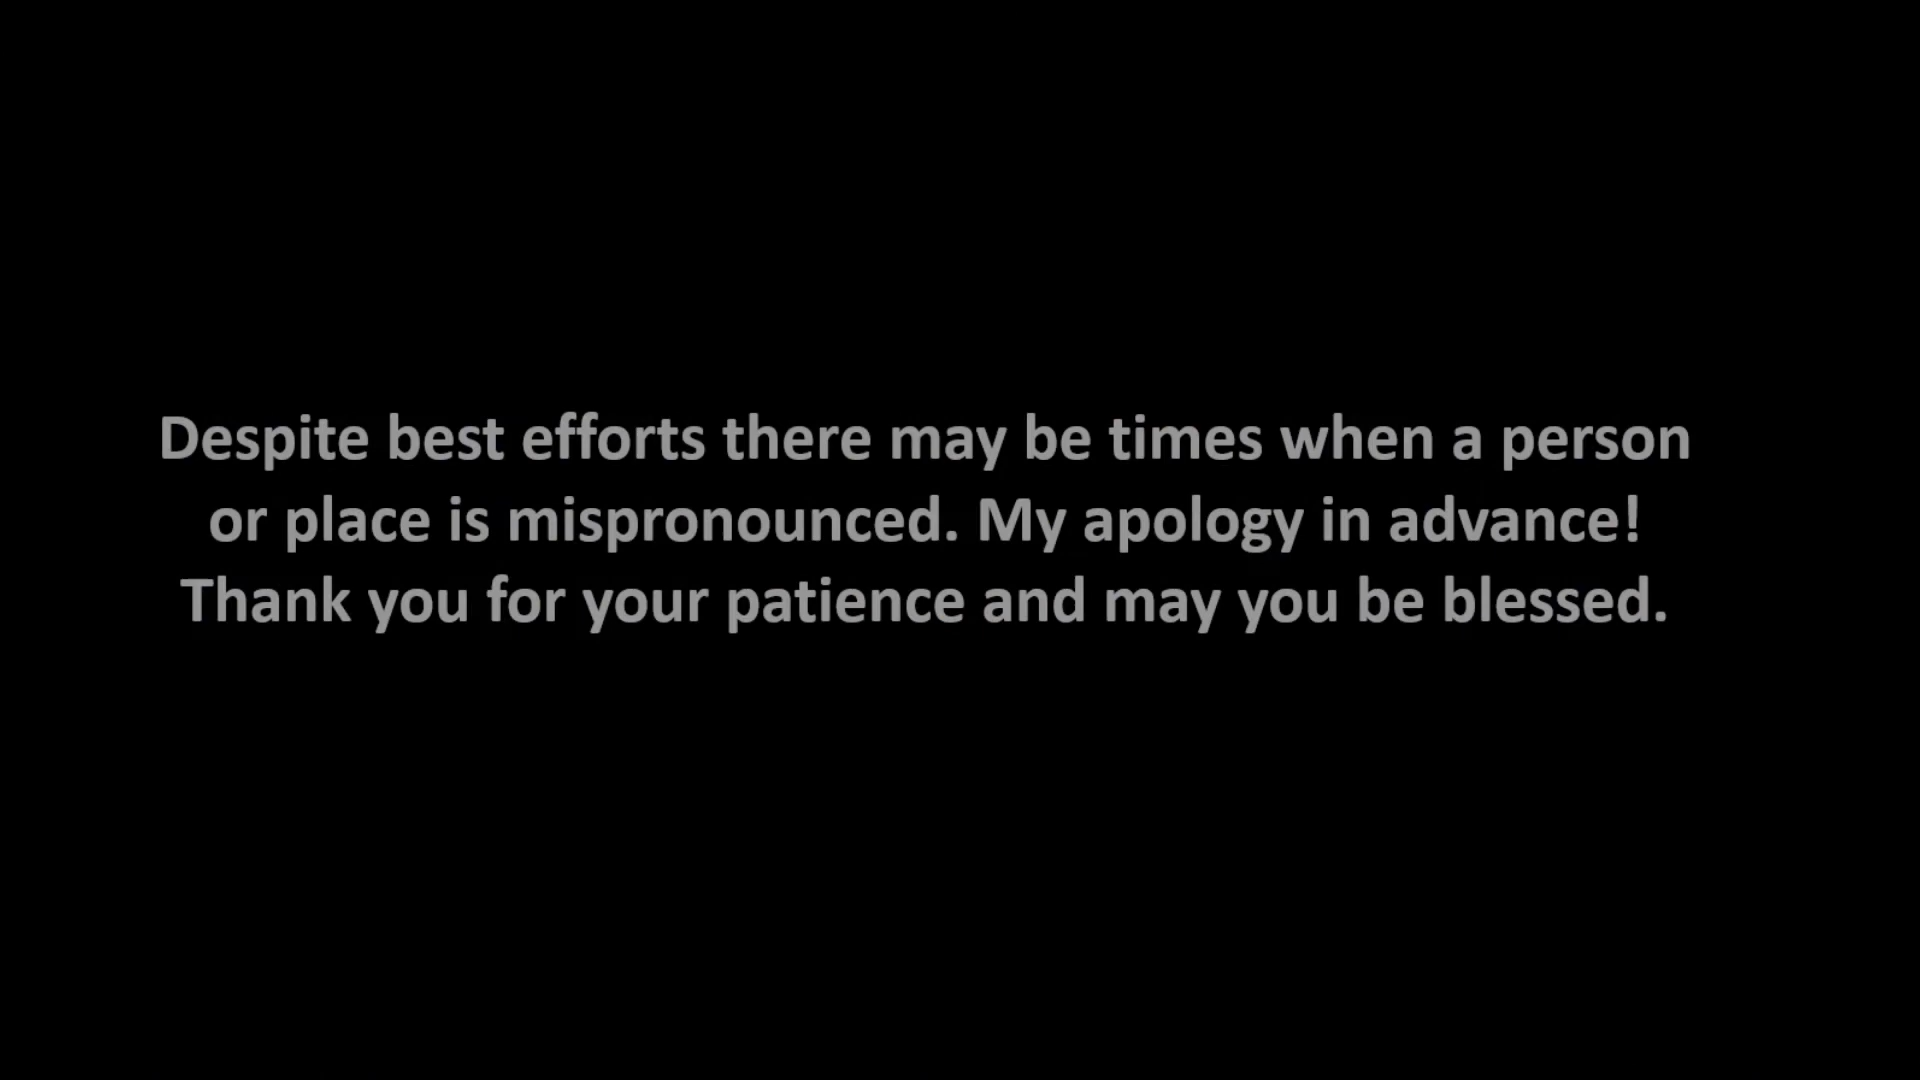 Despite best efforts there may be times when a person
or place is mispronounced. My apology in advance!
Thank you for your patience and may you be blessed.